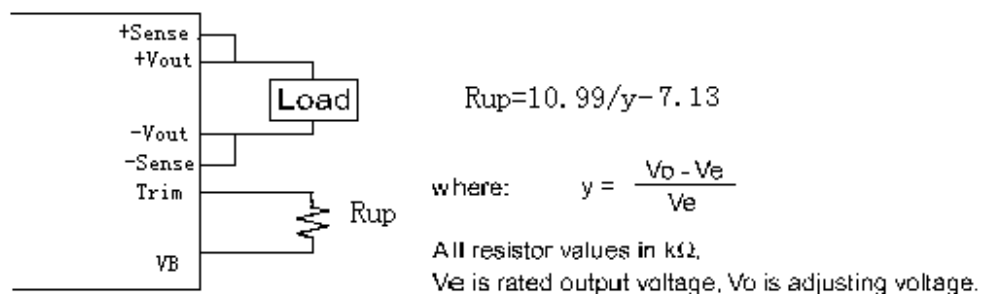 +Sense
+Vout
Load
-Vout
-Sense
Trim
Rup
VB
Rup=10.99/y-7.13
where: y = Vo - Ve
Ve
All resistor values in kΩ,
Ve is rated output voltage, Vo is adjusting voltage.